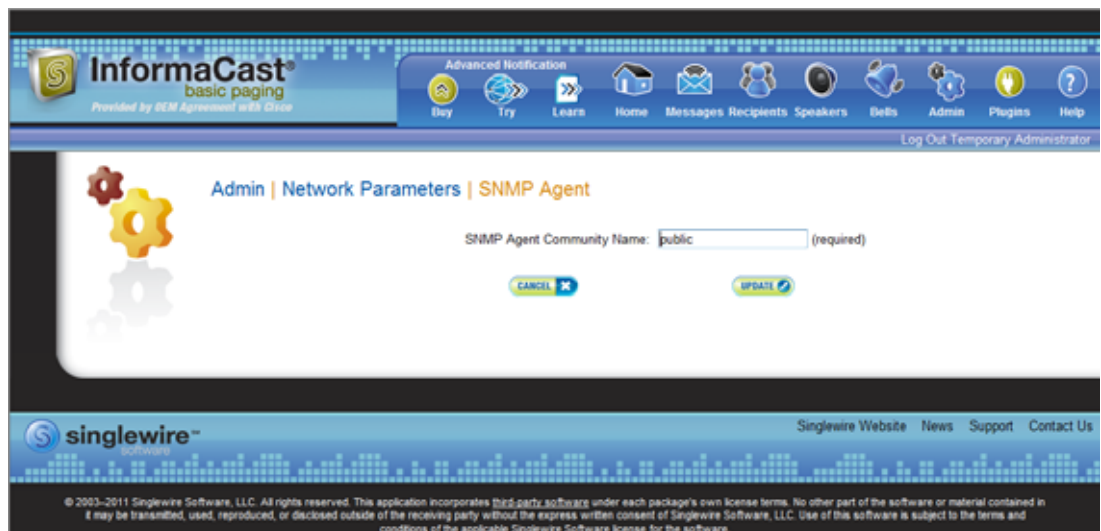 InformaCast®
basic paging
Provided by OEM Agreement with Cisco
Advanced Notification
Buy
Try
Learn
Home
Messages
Recipients
Speakers
Bells
Admin
Plugins
Help
Log Out Temporary Administrator
Admin | Network Parameters | SNMP Agent
SNMP Agent Community Name: public (required)
CANCEL
UPDATE
singlewire™
software
Singlewire Website
News
Support
Contact Us
© 2003–2011 Singlewire Software, LLC. All rights reserved. This application incorporates third-party software under each package's own license terms. No other part of the software or material contained in
it may be transmitted, used, reproduced, or disclosed outside of the receiving party without the express written consent of Singlewire Software, LLC. Use of this software is subject to the terms and
conditions of the applicable Singlewire Software license for the software.